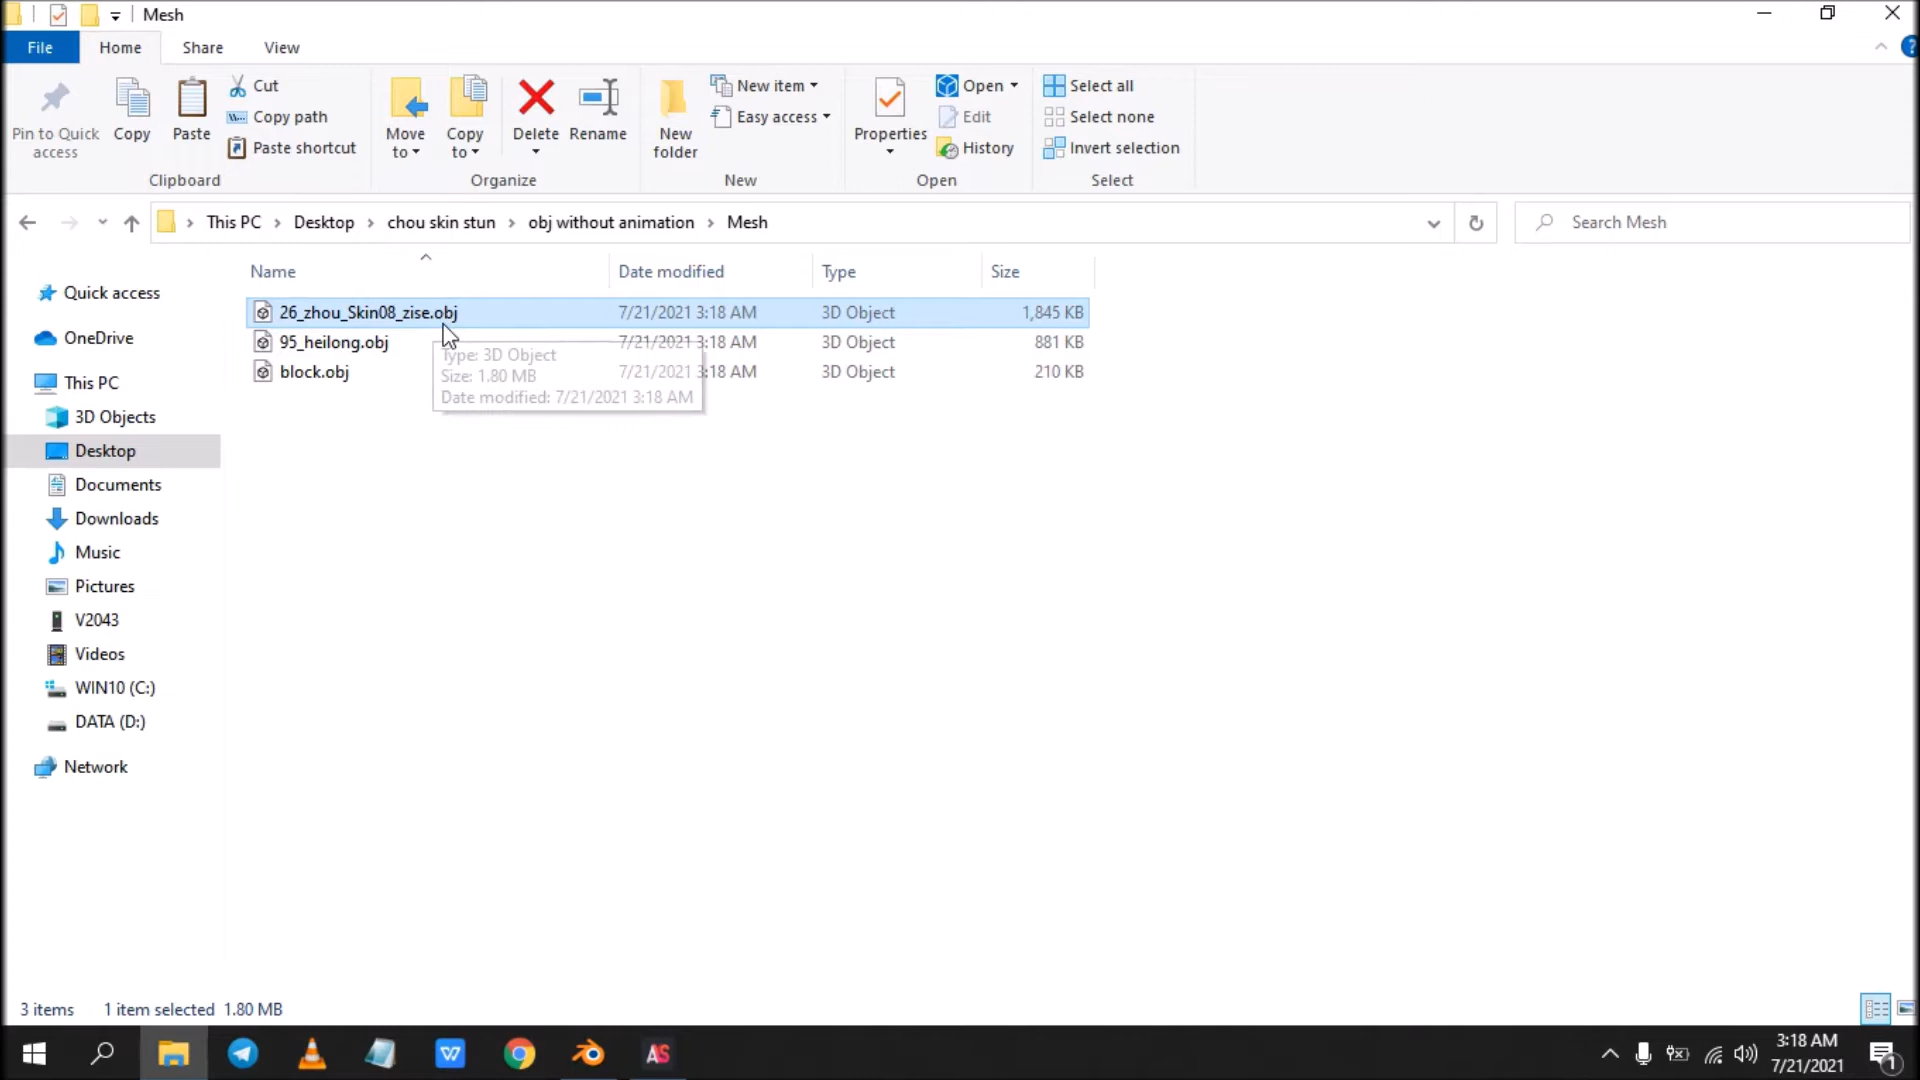 Mesh
File Home Share View
Pin to Quick access
Copy
Paste
Cut
Copy path
Paste shortcut
Clipboard
Move to
Copy to
Delete
Rename
Organize
New folder
New item
Easy access
New
Properties
Open
Edit
History
Open
Select all
Select none
Invert selection
Select
This PC Desktop chou skin stun obj without animation Mesh
Search Mesh
Name Date modified Type Size
26_zhou_Skin08_zise.obj 7/21/2021 3:18 AM 3D Object 1,845 KB
95_heilong.obj 7/21/2021 3:18 AM 3D Object 881 KB
block.obj 7/21/2021 3:18 AM 3D Object 210 KB
Type: 3D Object
Size: 1.80 MB
Date modified: 7/21/2021 3:18 AM
Quick access
OneDrive
This PC
3D Objects
Desktop
Documents
Downloads
Music
Pictures
V2043
Videos
WIN10 (C:)
DATA (D:)
Network
3 items 1 item selected 1.80 MB
W
AS
3:18 AM
7/21/2021
1